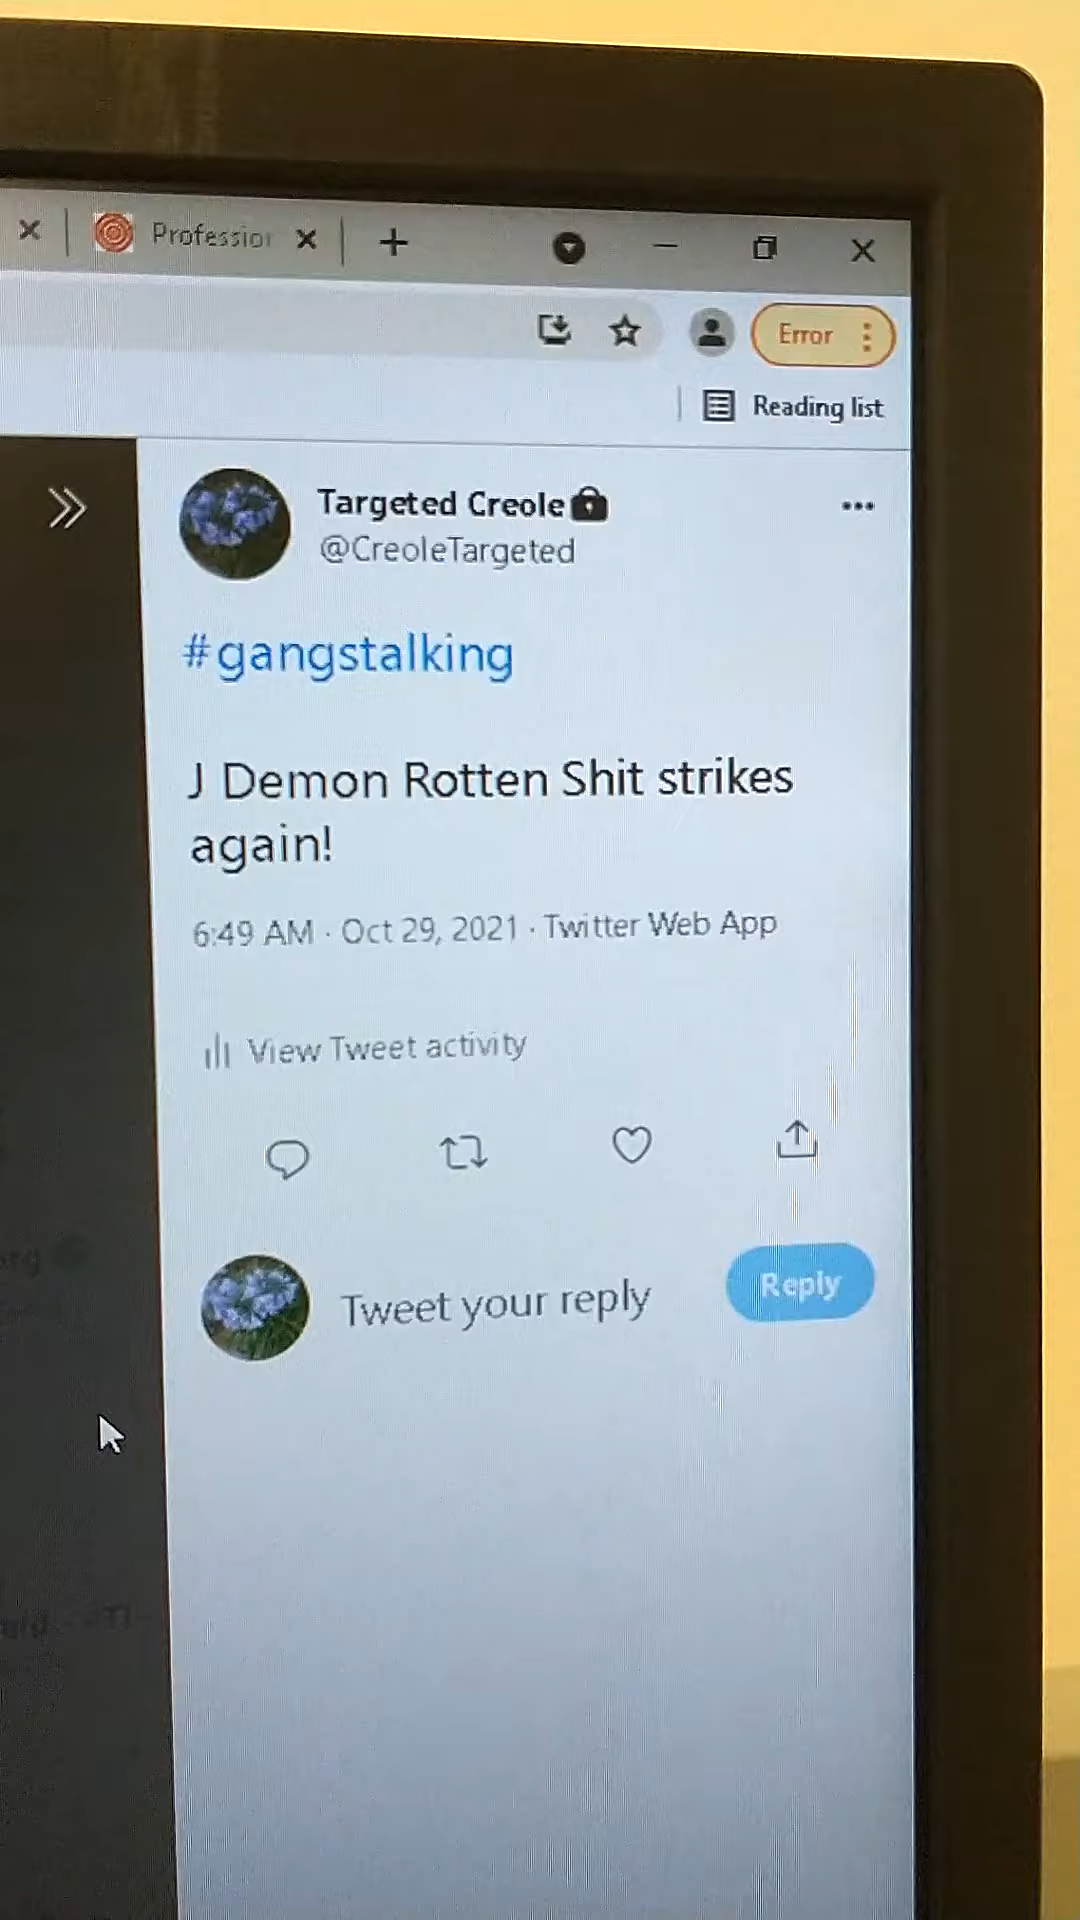 Profession
Error
Reading list
Targeted Creole
@CreoleTargeted
#gangstalking
J Demon Rotten Shit strikes
again!
6:49 AM · Oct 29, 2021 · Twitter Web App
View Tweet activity
Tweet your reply
Reply